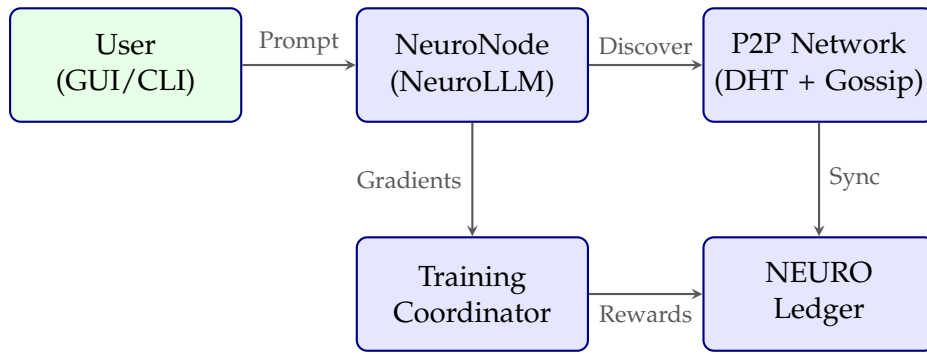 User
(GUI/CLI)
Prompt
NeuroNode
(NeuroLLM)
Discover
P2P Network
(DHT + Gossip)
Gradients
Sync
Training
Coordinator
Rewards
NEURO
Ledger